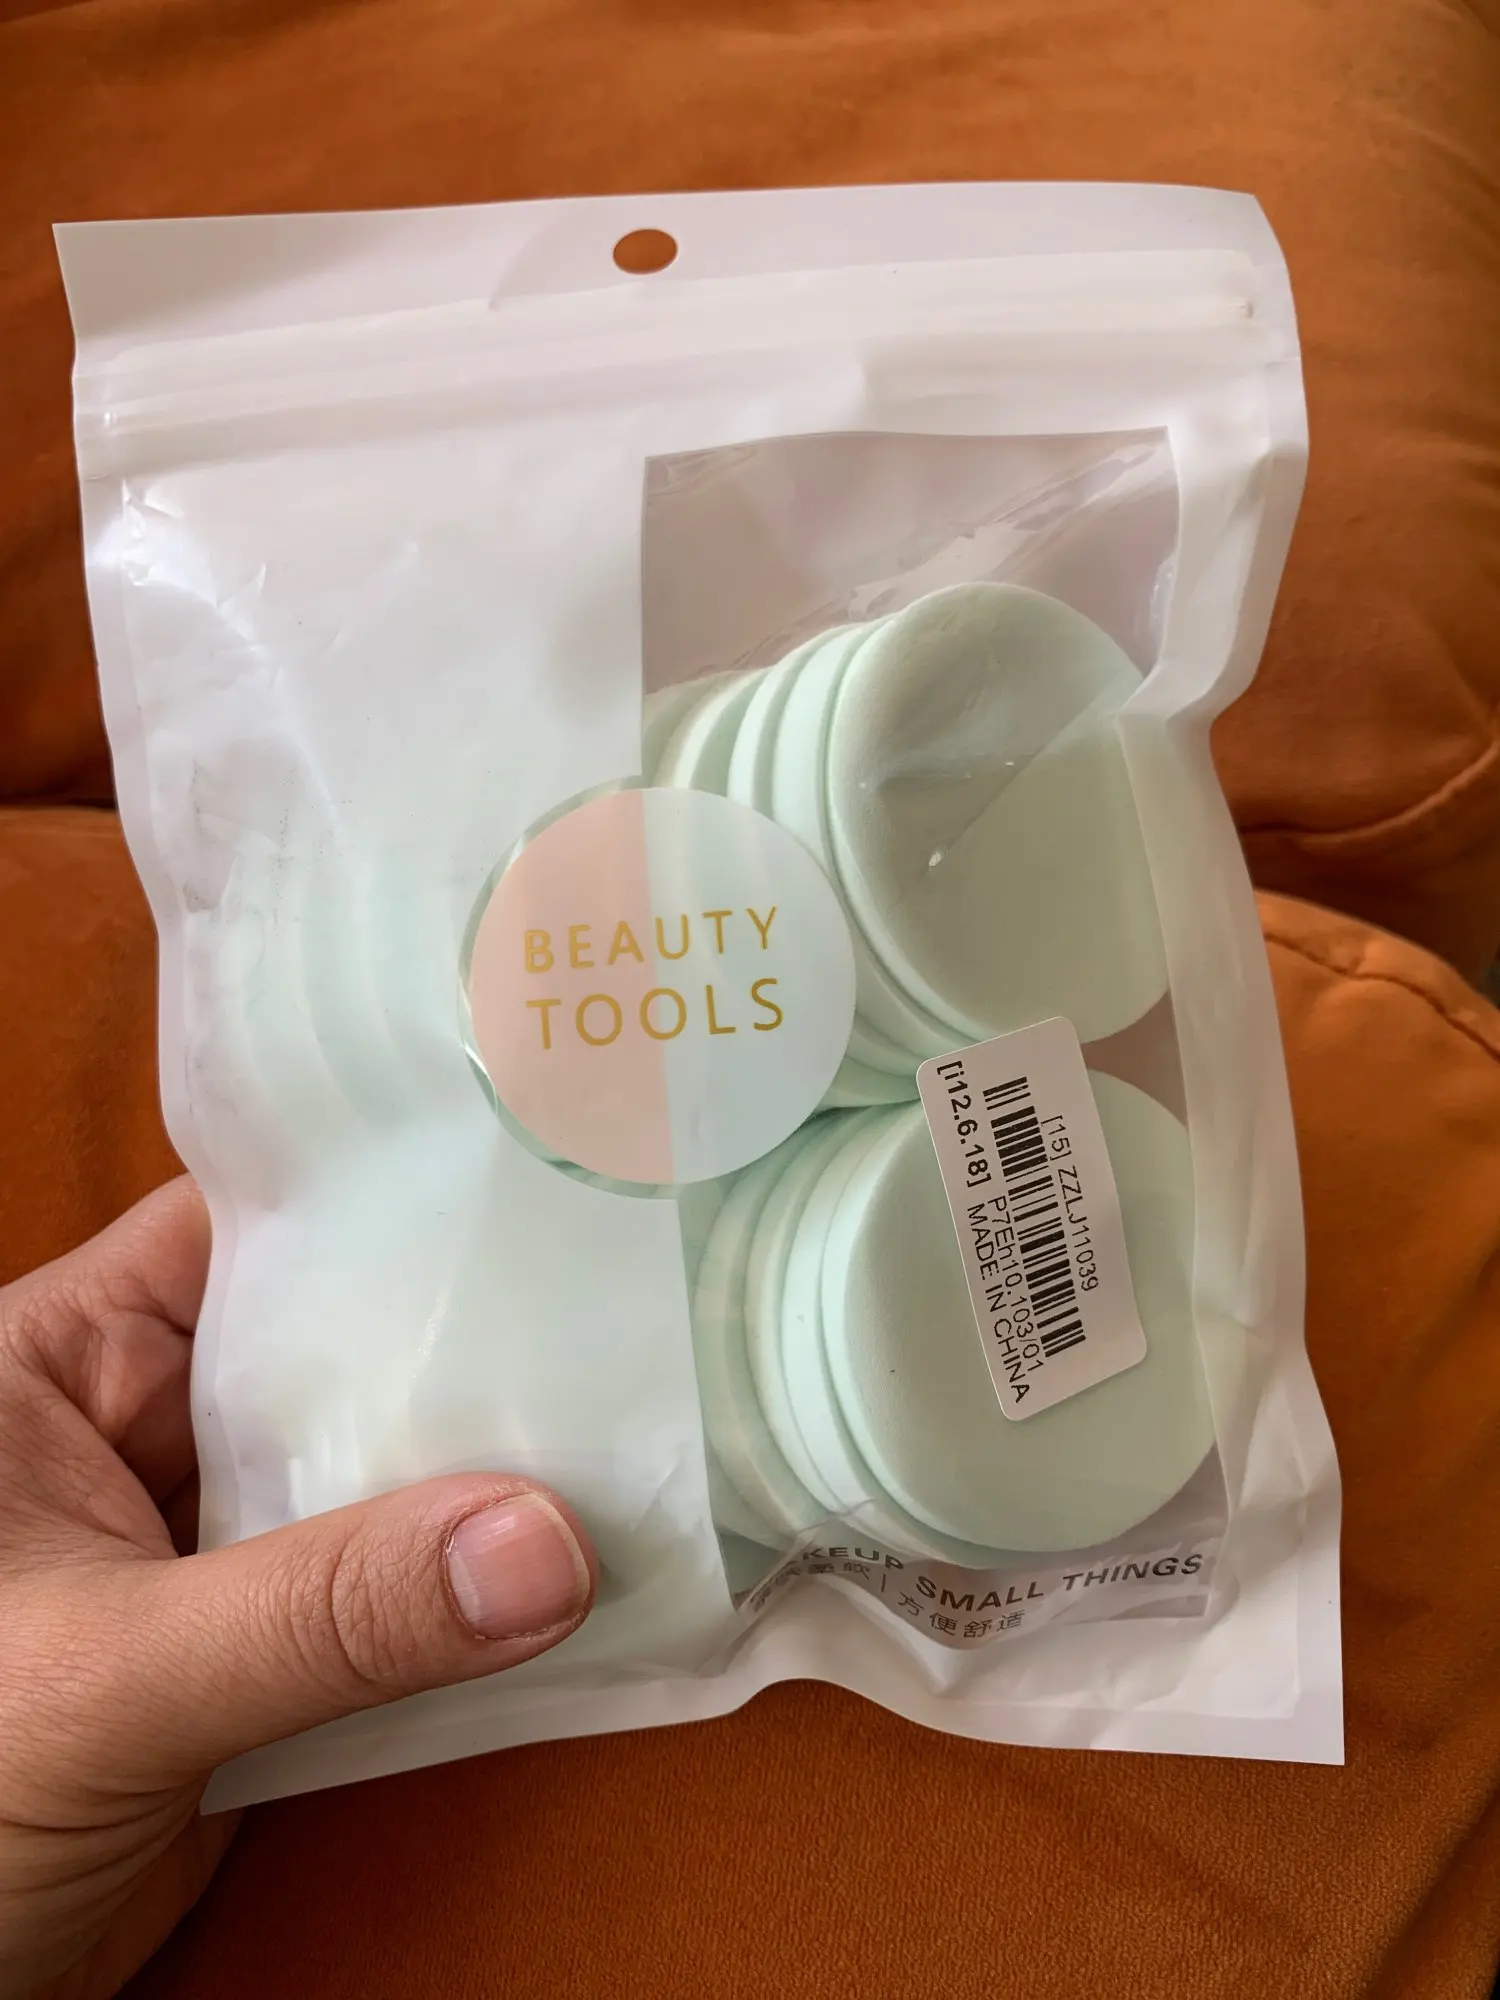 BEAUTY
TOOLS
[15] ZZLJ11039
P7Eh10.103/01
[i12.6.18] MADE IN CHINA
SMALL THINGS
方便舒适